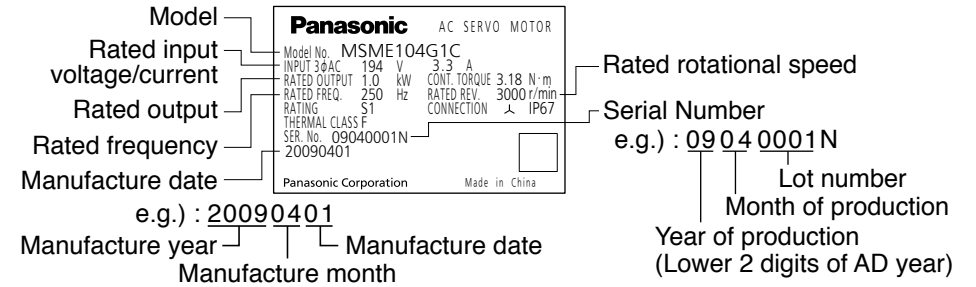 Model
Rated input
voltage/current
Rated output
Rated frequency
Manufacture date
Panasonic AC SERVO MOTOR
Model No. MSME104G1C
INPUT 3ϕAC 194 V 3.3 A
RATED OUTPUT 1.0 kW CONT. TORQUE 3.18 N·m
RATED FREQ. 250 Hz RATED REV. 3000 r/min
RATING S1 CONNECTION ⅄ IP67
THERMAL CLASS F
SER. No. 09040001N
20090401
Panasonic Corporation Made in China
Rated rotational speed
Serial Number
e.g.) : 09 04 0001N
Lot number
Month of production
Year of production
(Lower 2 digits of AD year)
e.g.) : 20090401
Manufacture year Manufacture date
Manufacture month